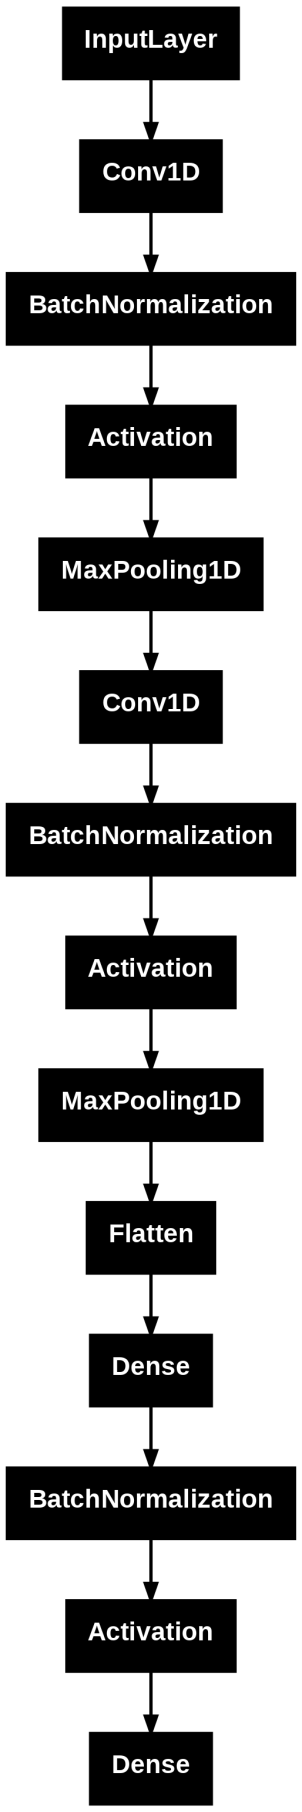 InputLayer
Conv1D
BatchNormalization
Activation
MaxPooling1D
Conv1D
BatchNormalization
Activation
MaxPooling1D
Flatten
Dense
BatchNormalization
Activation
Dense